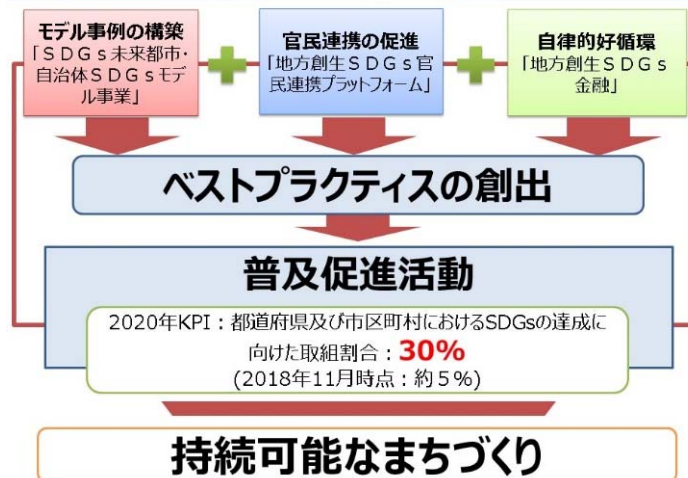 モデル事例の構築
「ＳＤＧｓ未来都市・
自治体ＳＤＧｓモデ
ル事業」
官民連携の促進
「地方創生ＳＤＧｓ官
民連携プラットフォーム」
自律的好循環
「地方創生ＳＤＧｓ
金融」
ベストプラクティスの創出
普及促進活動
2020年KPI：都道府県及び市区町村におけるSDGsの達成に
向けた取組割合：30%
(2018年11月時点：約５%)
持続可能なまちづくり